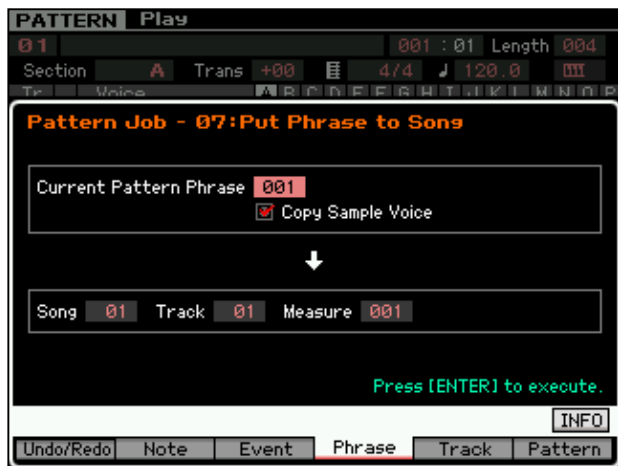 PATTERN Play
01 001 : 01 Length 004
Section A Trans +00 4/4 120.0
Tr Voice A B C D E F G H I J K L M N O P
Pattern Job - 07:Put Phrase to Song
Current Pattern Phrase 001
Copy Sample Voice
Song 01 Track 01 Measure 001
Press [ENTER] to execute.
INFO
Undo/Redo Note Event Phrase Track Pattern